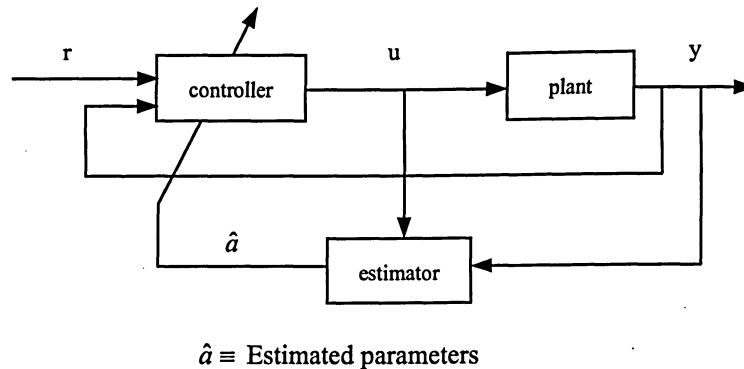 r
u
y
controller
plant
â
estimator
â ≡ Estimated parameters